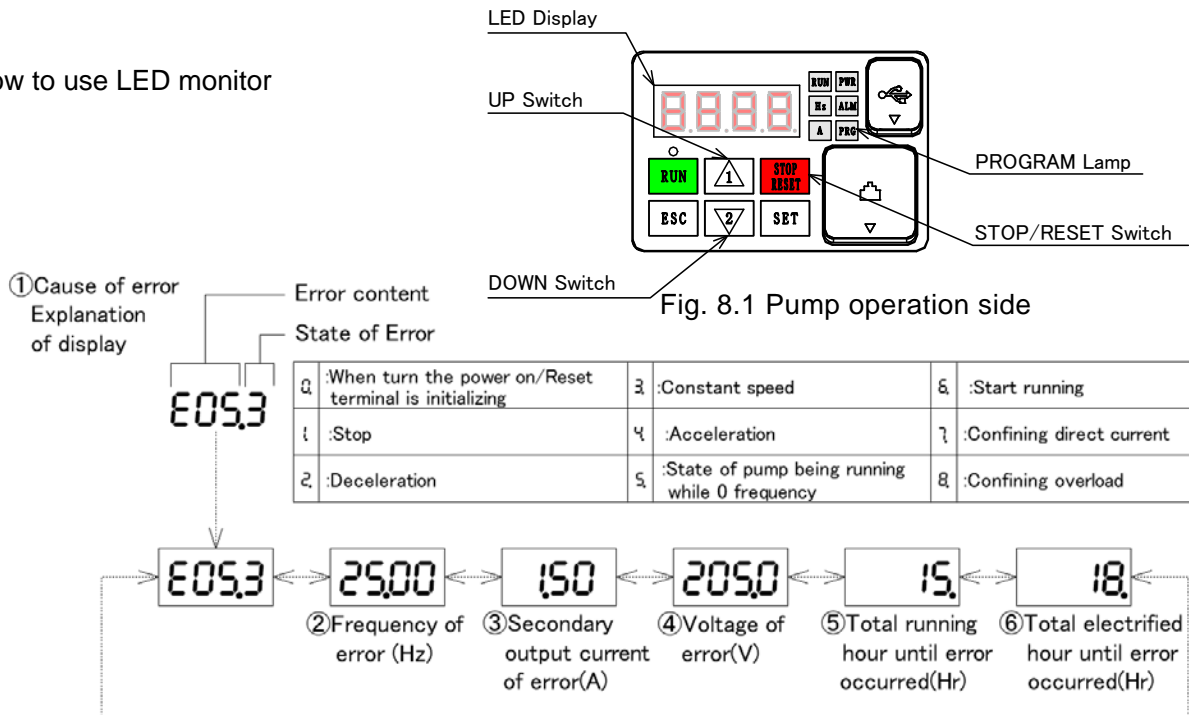 LED Display
ow to use LED monitor
UP Switch
8.8.8.8.
RUN PWR
Hz ALM
A PRG
PROGRAM Lamp
RUN 1 STOP RESET
ESC 2 SET
STOP/RESET Switch
DOWN Switch
Fig. 8.1 Pump operation side
①Cause of error
Explanation
of display
Error content
State of Error
E05.3
0. :When turn the power on/Reset terminal is initializing
3. :Constant speed
6. :Start running
1. :Stop
4. :Acceleration
7. :Confining direct current
2. :Deceleration
5. :State of pump being running while 0 frequency
8. :Confining overload
E05.3 25.00 1.50 205.0 15. 18.
②Frequency of error (Hz)
③Secondary output current of error(A)
④Voltage of error(V)
⑤Total running hour until error occurred(Hr)
⑥Total electrified hour until error occurred(Hr)